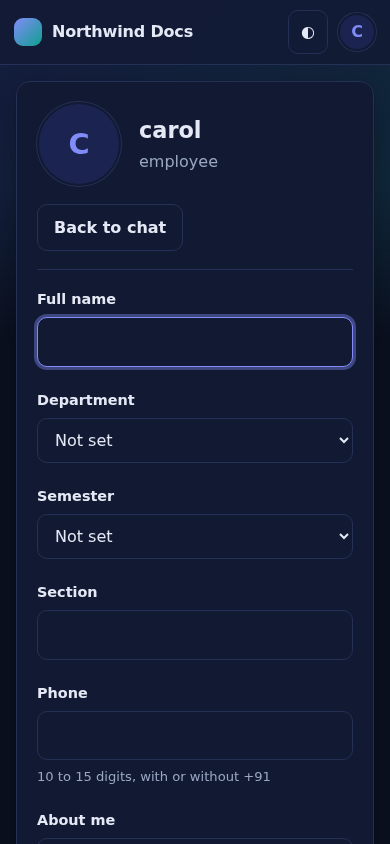 Northwind Docs
C
C
carol
employee
Back to chat
Full name
Department
Not set
Semester
Not set
Section
Phone
10 to 15 digits, with or without +91
About me